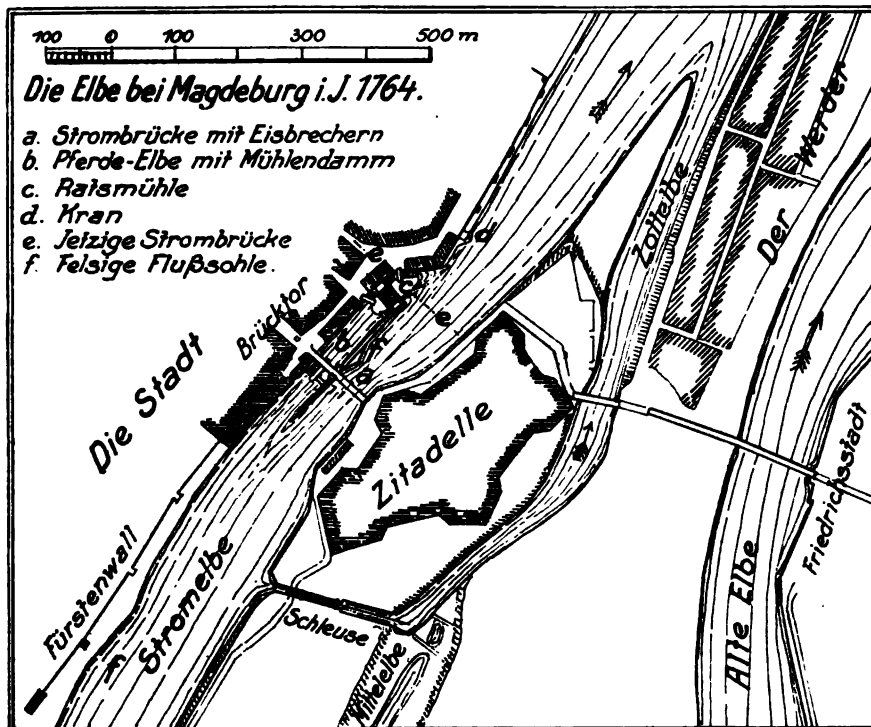 100 0 100 300 500 m
Die Elbe bei Magdeburg i.J. 1764.
a. Strombrücke mit Eisbrechern
b. Pferde-Elbe mit Mühlendamm
c. Ratsmühle
d. Kran
e. Jetzige Strombrücke
f. Felsige Flußsohle.
Der Werder
Zollelbe
Brücktor
e
e
Die Stadt
Zitadelle
Friedrichsstadt
Alte Elbe
Fürstenwall
Stromelbe
Schleuse
Mittelelbe